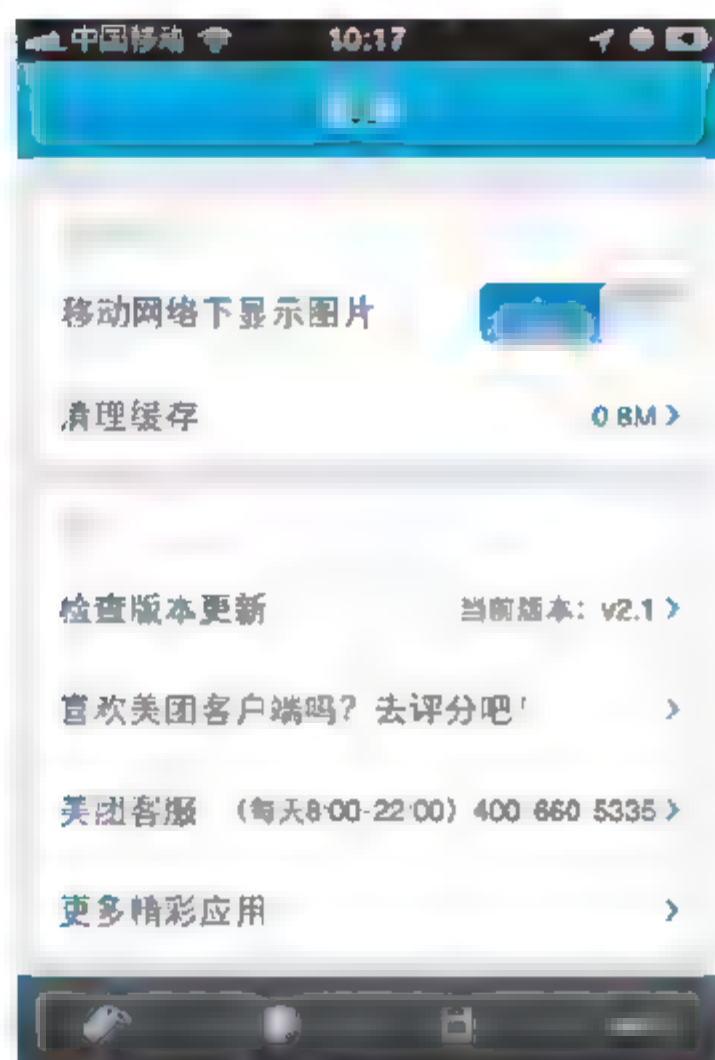 中国移动 10:17
移动网络下显示图片
清理缓存 0.8M
检查版本更新 当前版本：v2.1
喜欢美团客户端吗？去评分吧！
美团客服 (每天8:00-22:00) 400 660 5335
更多精彩应用